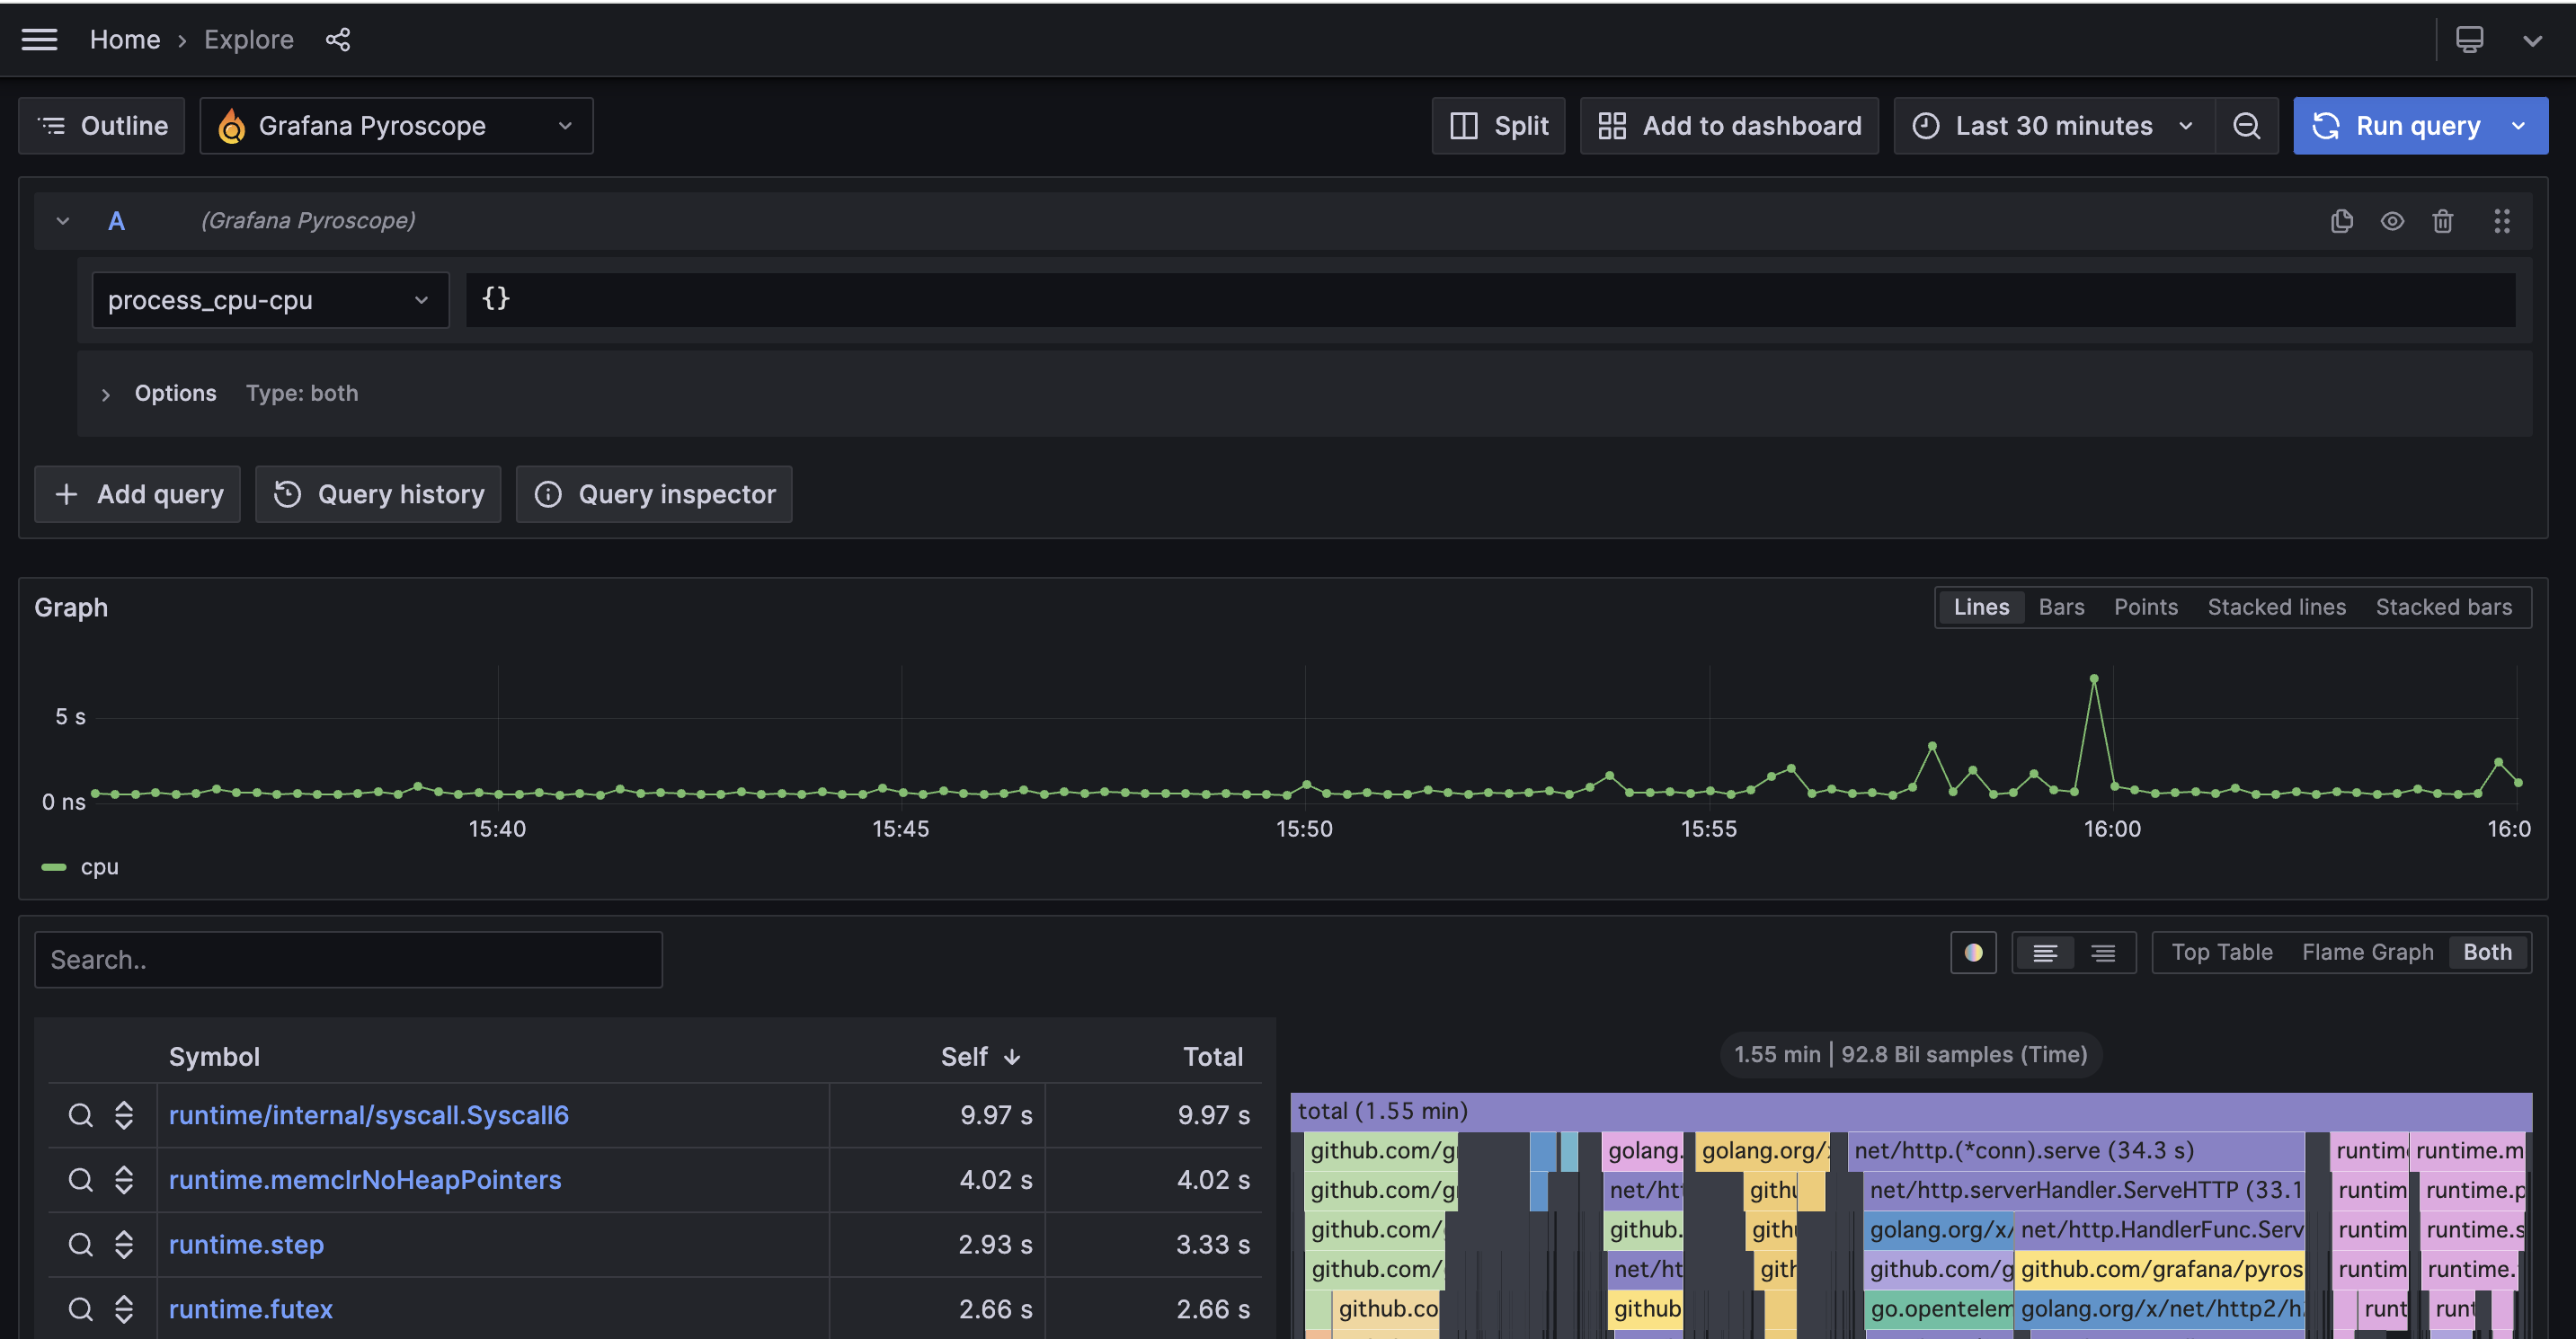 Home › Explore
Outline
Grafana Pyroscope
Split
Add to dashboard
Last 30 minutes
Run query
A
(Grafana Pyroscope)
process_cpu-cpu
{}
Options Type: both
Add query
Query history
Query inspector
Graph
Lines Bars Points Stacked lines Stacked bars
5 s
0 ns
15:40 15:45 15:50 15:55 16:00 16:0
cpu
Search..
Top Table Flame Graph Both
Symbol Self Total
runtime/internal/syscall.Syscall6 9.97 s 9.97 s
runtime.memclrNoHeapPointers 4.02 s 4.02 s
runtime.step 2.93 s 3.33 s
runtime.futex 2.66 s 2.66 s
1.55 min | 92.8 Bil samples (Time)
total (1.55 min)
github.com/g golang. golang.org/ net/http.(*conn).serve (34.3 s) runtim runtime.m
github.com/g net/ht gith net/http.serverHandler.ServeHTTP (33.1 runtim runtime.p
github.com/ github. gith golang.org/x/ net/http.HandlerFunc.Serv runtim runtime.s
github.com/ net/ht gith github.com/g github.com/grafana/pyros runtim runtime.
github.co github go.opentelem golang.org/x/net/http2/h runt run